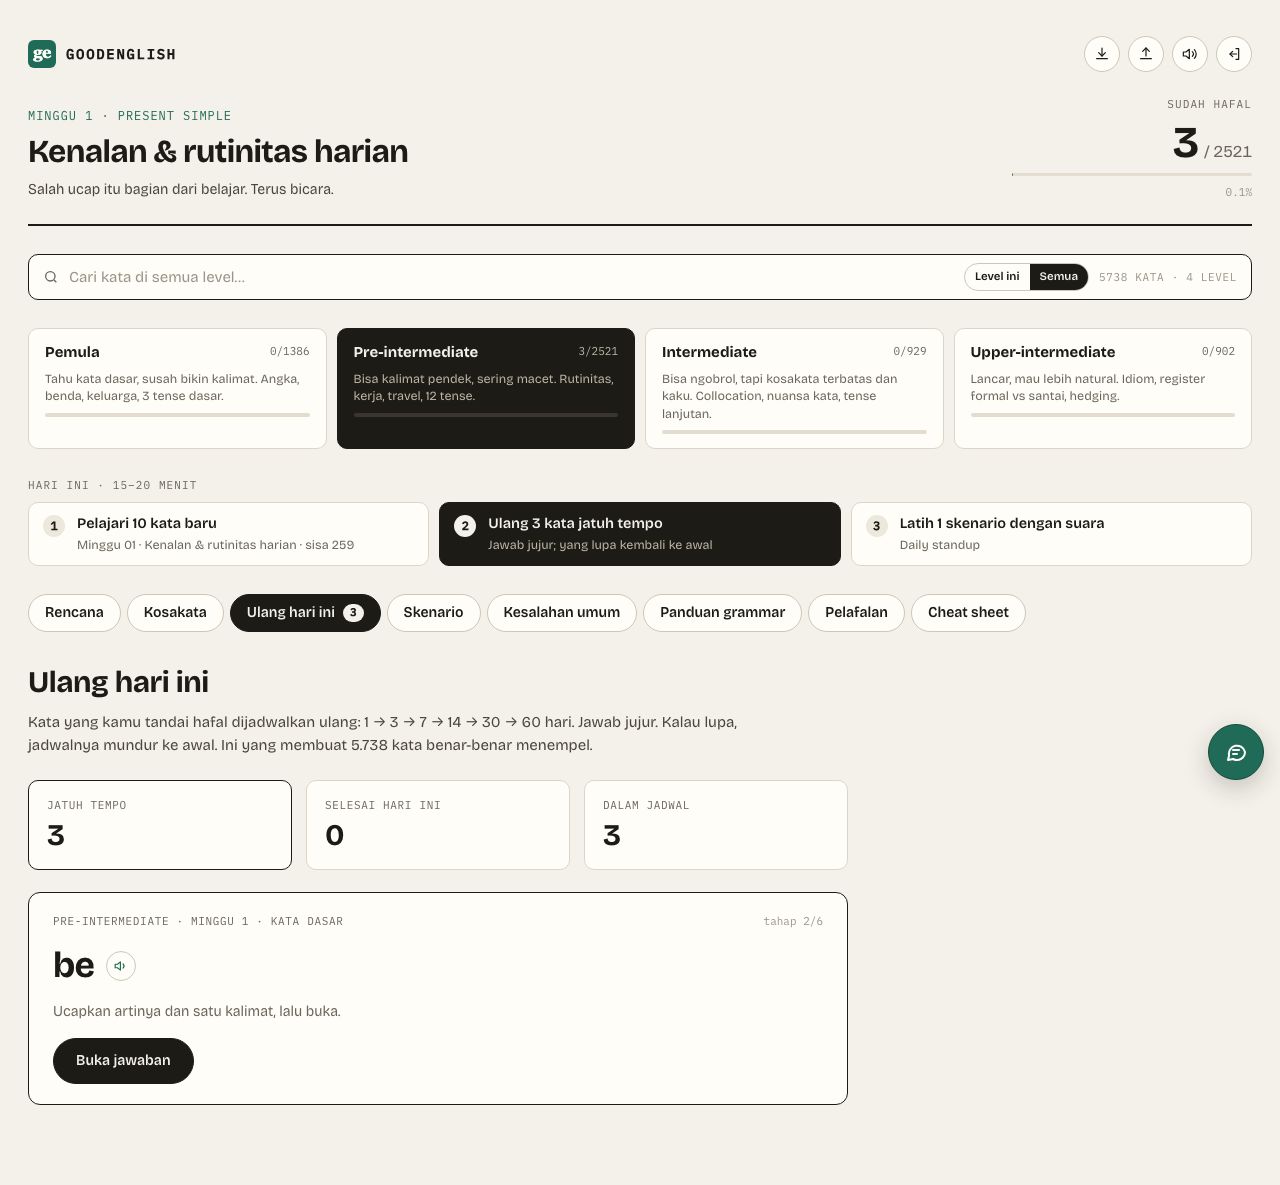 ge GOODENGLISH
MINGGU 1 · PRESENT SIMPLE
Kenalan & rutinitas harian
Salah ucap itu bagian dari belajar. Terus bicara.
SUDAH HAFAL
3 / 2521
0.1%
Cari kata di semua level...
Level ini Semua 5738 KATA · 4 LEVEL
Pemula 0/1386
Tahu kata dasar, susah bikin kalimat. Angka,
benda, keluarga, 3 tense dasar.
Pre-intermediate 3/2521
Bisa kalimat pendek, sering macet. Rutinitas,
kerja, travel, 12 tense.
Intermediate 0/929
Bisa ngobrol, tapi kosakata terbatas dan
kaku. Collocation, nuansa kata, tense
lanjutan.
Upper-intermediate 0/902
Lancar, mau lebih natural. Idiom, register
formal vs santai, hedging.
HARI INI · 15–20 MENIT
1 Pelajari 10 kata baru
Minggu 01 · Kenalan & rutinitas harian · sisa 259
2 Ulang 3 kata jatuh tempo
Jawab jujur; yang lupa kembali ke awal
3 Latih 1 skenario dengan suara
Daily standup
Rencana Kosakata Ulang hari ini 3 Skenario Kesalahan umum Panduan grammar Pelafalan Cheat sheet
Ulang hari ini
Kata yang kamu tandai hafal dijadwalkan ulang: 1 → 3 → 7 → 14 → 30 → 60 hari. Jawab jujur. Kalau lupa,
jadwalnya mundur ke awal. Ini yang membuat 5.738 kata benar-benar menempel.
JATUH TEMPO
3
SELESAI HARI INI
0
DALAM JADWAL
3
PRE-INTERMEDIATE · MINGGU 1 · KATA DASAR tahap 2/6
be
Ucapkan artinya dan satu kalimat, lalu buka.
Buka jawaban